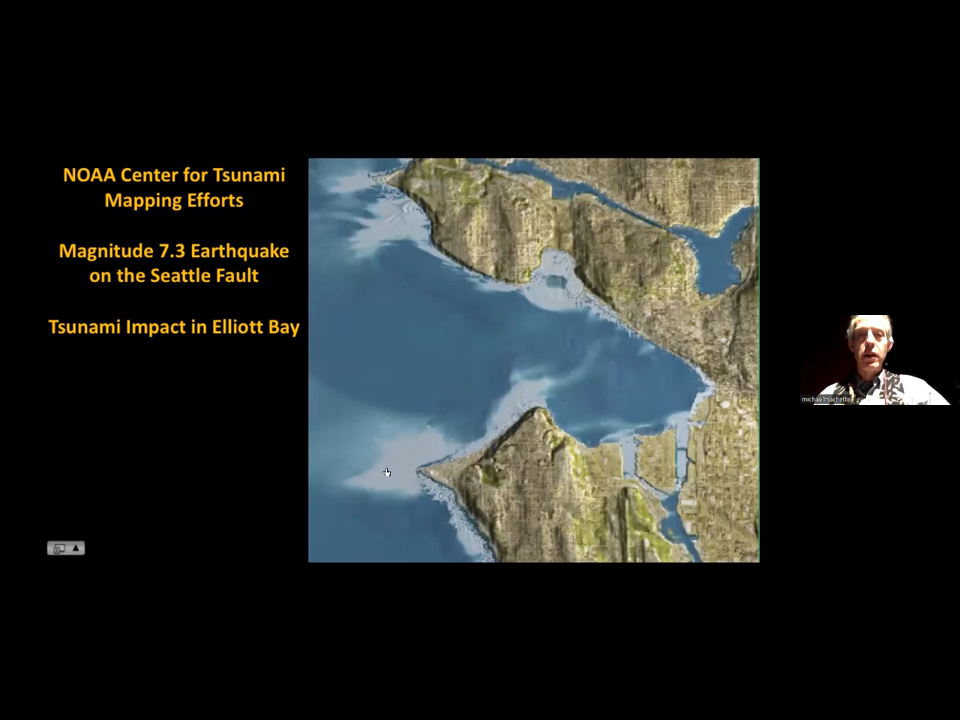 NOAA Center for Tsunami
Mapping Efforts
Magnitude 7.3 Earthquake
on the Seattle Fault
Tsunami Impact in Elliott Bay